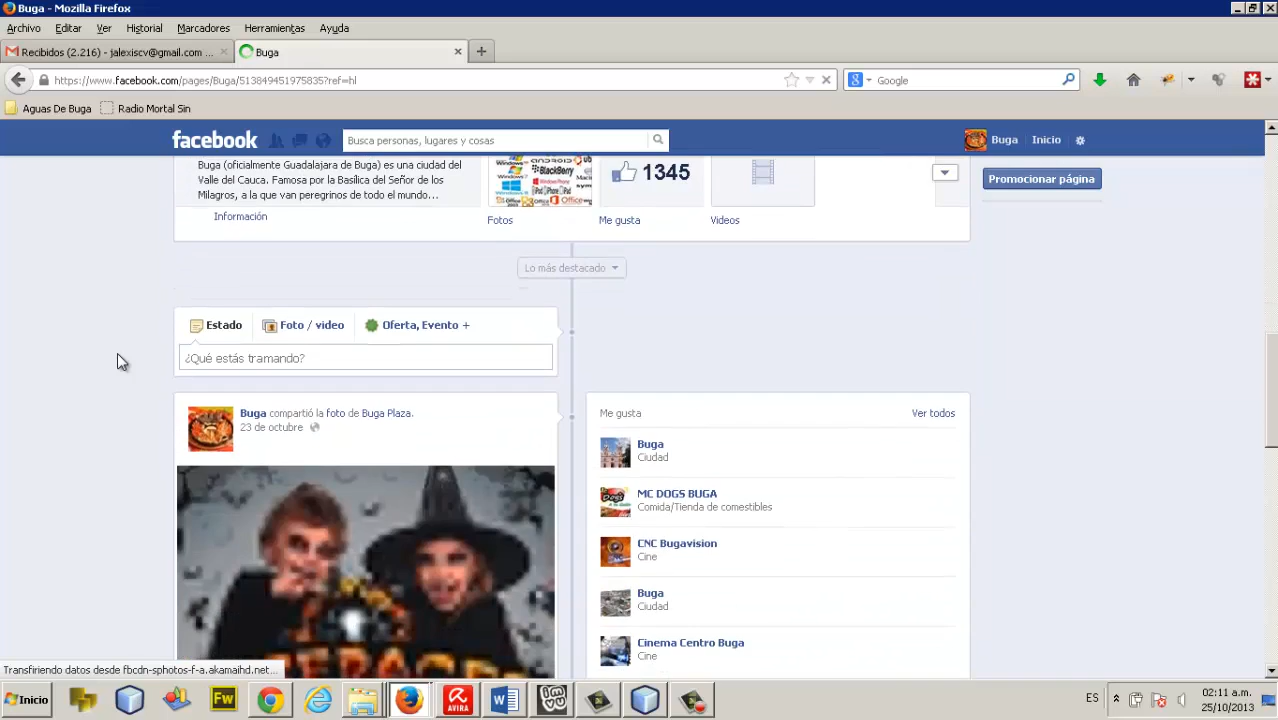 Buga - Mozilla Firefox
Archivo Editar Ver Historial Marcadores Herramientas Ayuda
Recibidos (2.216) - jalexiscv@gmail.com ... Buga
https://www.facebook.com/pages/Buga/513849451975835?ref=hl Google
Aguas De Buga Radio Mortal Sin
facebook Busca personas, lugares y cosas Buga Inicio
Buga (oficialmente Guadalajara de Buga) es una ciudad del
Valle del Cauca. Famosa por la Basílica del Señor de los
Milagros, a la que van peregrinos de todo el mundo...
Información
BlackBerry
Office
1345
Promocionar página
Fotos Me gusta Videos
Lo más destacado
Estado Foto / video Oferta, Evento +
¿Qué estás tramando?
Buga compartió la foto de Buga Plaza.
23 de octubre
Me gusta Ver todos
Buga
Ciudad
MC DOGS BUGA
Comida/Tienda de comestibles
CNC Bugavision
Cine
Buga
Ciudad
Cinema Centro Buga
Cine
Transfiriendo datos desde fbcdn-sphotos-f-a.akamaihd.net...
Inicio Fw AVIRA W ES 02:11 a.m.
25/10/2013